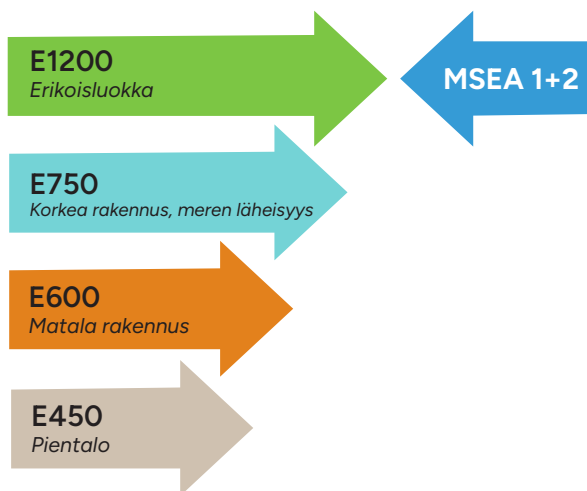 E1200
Erikoisluokka
MSEA 1+2
E750
Korkea rakennus, meren läheisyys
E600
Matala rakennus
E450
Pientalo